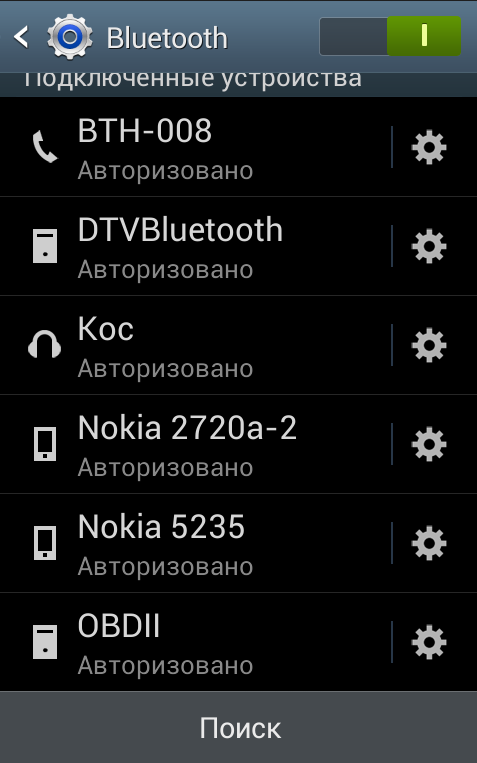 Bluetooth
Подключенные устройства
BTH-008
Авторизовано
DTVBluetooth
Авторизовано
Koc
Авторизовано
Nokia 2720a-2
Авторизовано
Nokia 5235
Авторизовано
OBDII
Авторизовано
Поиск